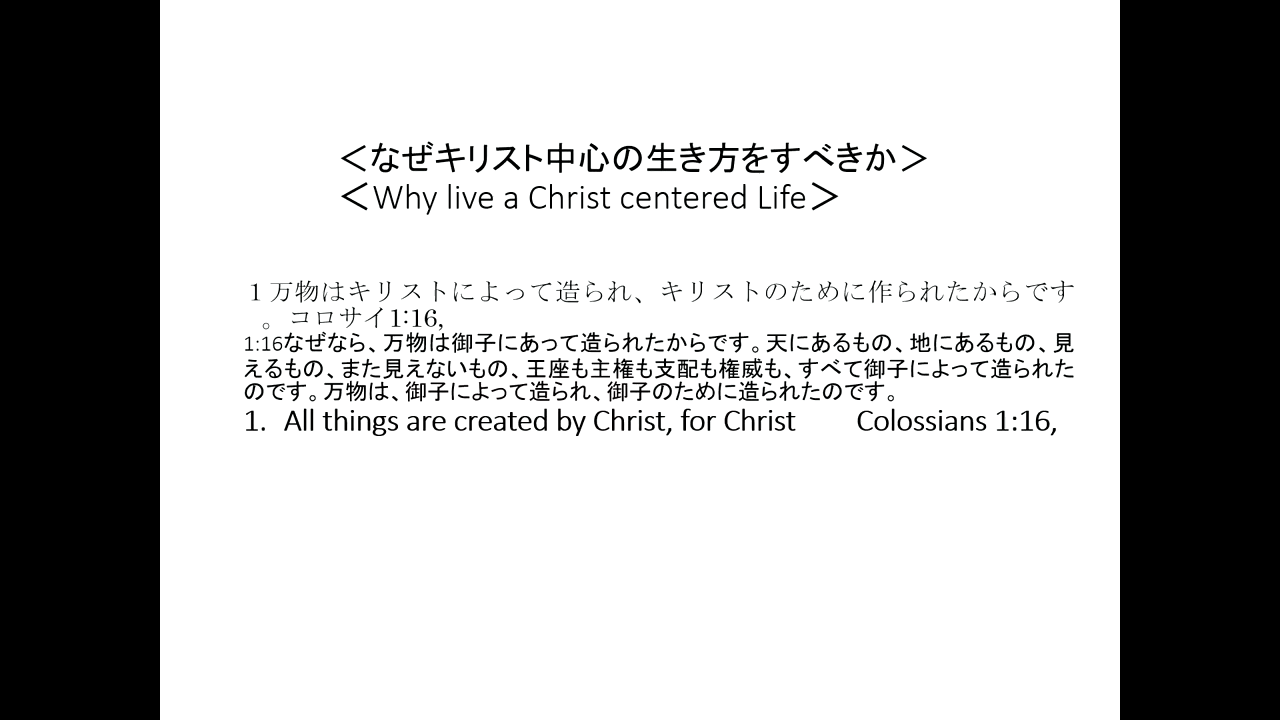 ＜なぜキリスト中心の生き方をすべきか＞
＜Why live a Christ centered Life＞
１万物はキリストによって造られ、キリストのために作られたからです
。コロサイ1:16,
1:16なぜなら、万物は御子にあって造られたからです。天にあるもの、地にあるもの、見
えるもの、また見えないもの、王座も主権も支配も権威も、すべて御子によって造られた
のです。万物は、御子によって造られ、御子のために造られたのです。
1. All things are created by Christ, for Christ Colossians 1:16,